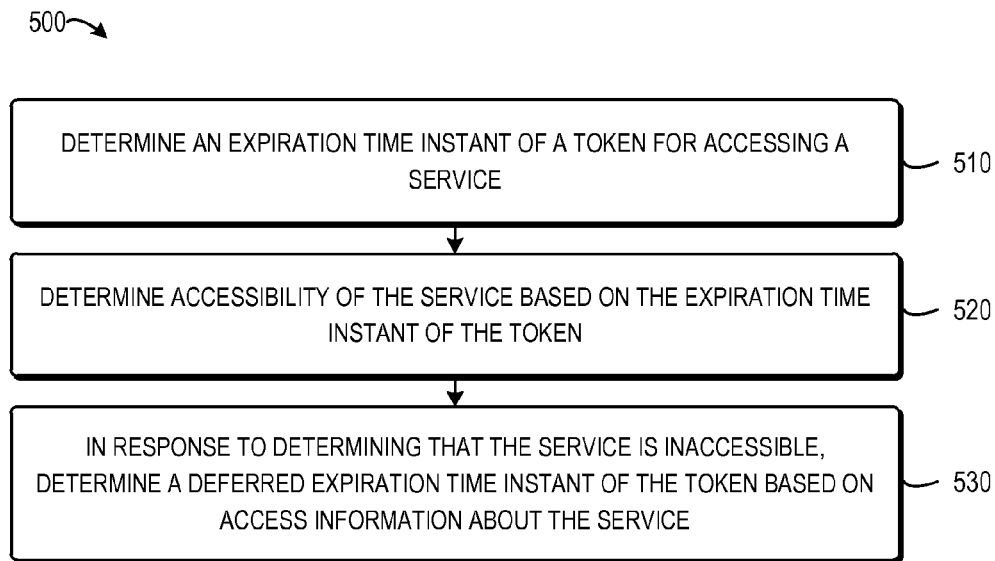 500
DETERMINE AN EXPIRATION TIME INSTANT OF A TOKEN FOR ACCESSING A
SERVICE
510
DETERMINE ACCESSIBILITY OF THE SERVICE BASED ON THE EXPIRATION TIME
INSTANT OF THE TOKEN
520
IN RESPONSE TO DETERMINING THAT THE SERVICE IS INACCESSIBLE,
DETERMINE A DEFERRED EXPIRATION TIME INSTANT OF THE TOKEN BASED ON
ACCESS INFORMATION ABOUT THE SERVICE
530